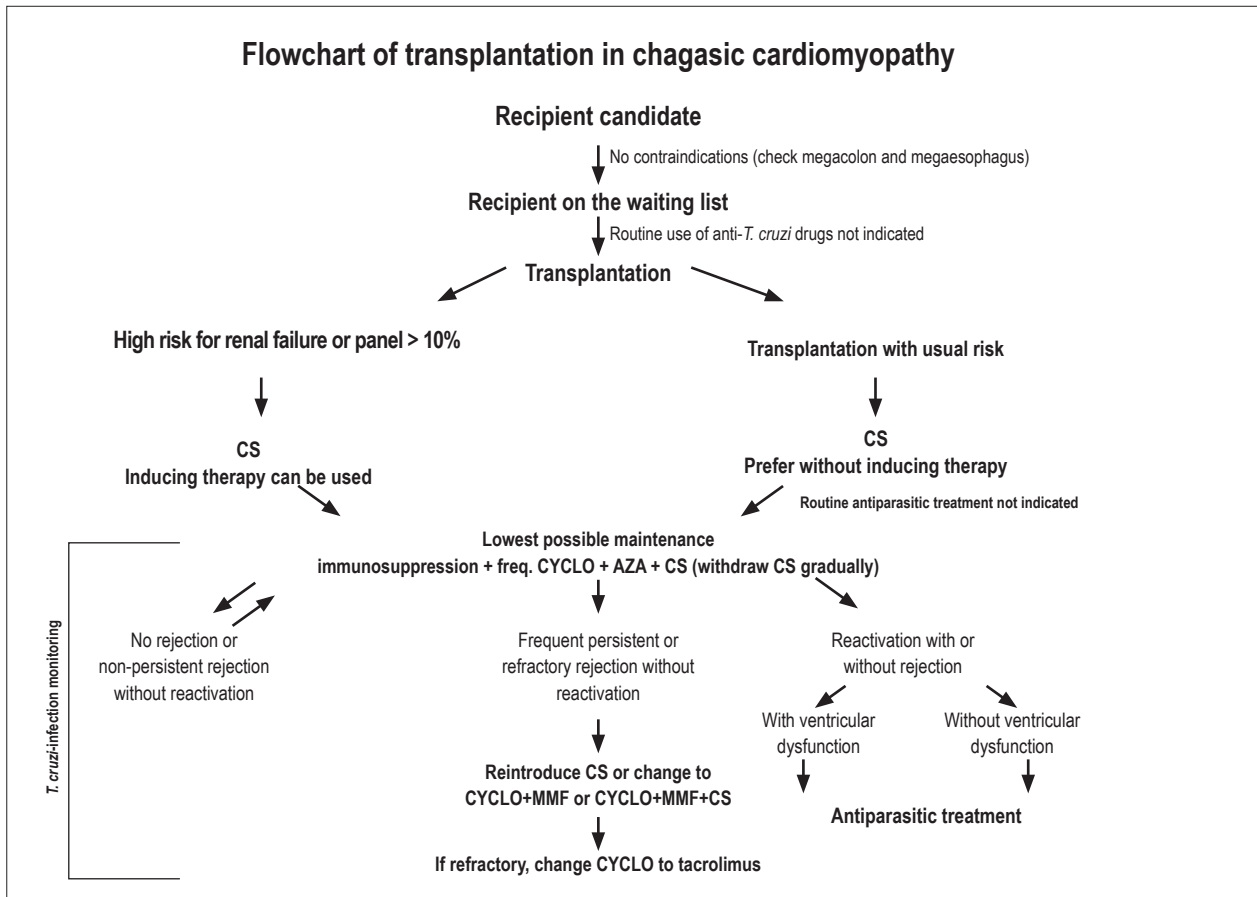 Flowchart of transplantation in chagasic cardiomyopathy
Recipient candidate
No contraindications (check megacolon and megaesophagus)
Recipient on the waiting list
Routine use of anti-T. cruzi drugs not indicated
Transplantation
High risk for renal failure or panel > 10%
Transplantation with usual risk
CS
Inducing therapy can be used
CS
Prefer without inducing therapy
Routine antiparasitic treatment not indicated
Lowest possible maintenance
immunosuppression + freq. CYCLO + AZA + CS (withdraw CS gradually)
T. cruzi-infection monitoring
No rejection or
non-persistent rejection
without reactivation
Frequent persistent or
refractory rejection without
reactivation
Reactivation with or
without rejection
With ventricular
dysfunction
Without ventricular
dysfunction
Reintroduce CS or change to
CYCLO+MMF or CYCLO+MMF+CS
Antiparasitic treatment
If refractory, change CYCLO to tacrolimus